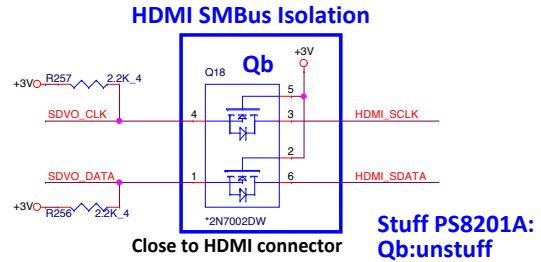 HDMI SMBus Isolation
+3V
Q18
Qb
+3V
R257
2.2K_4
5
SDVO_CLK
4
3
HDMI_SCLK
2
SDVO_DATA
1
6
HDMI_SDATA
+3V
R256
2.2K_4
*2N7002DW
Close to HDMI connector
Stuff PS8201A:
Qb:unstuff